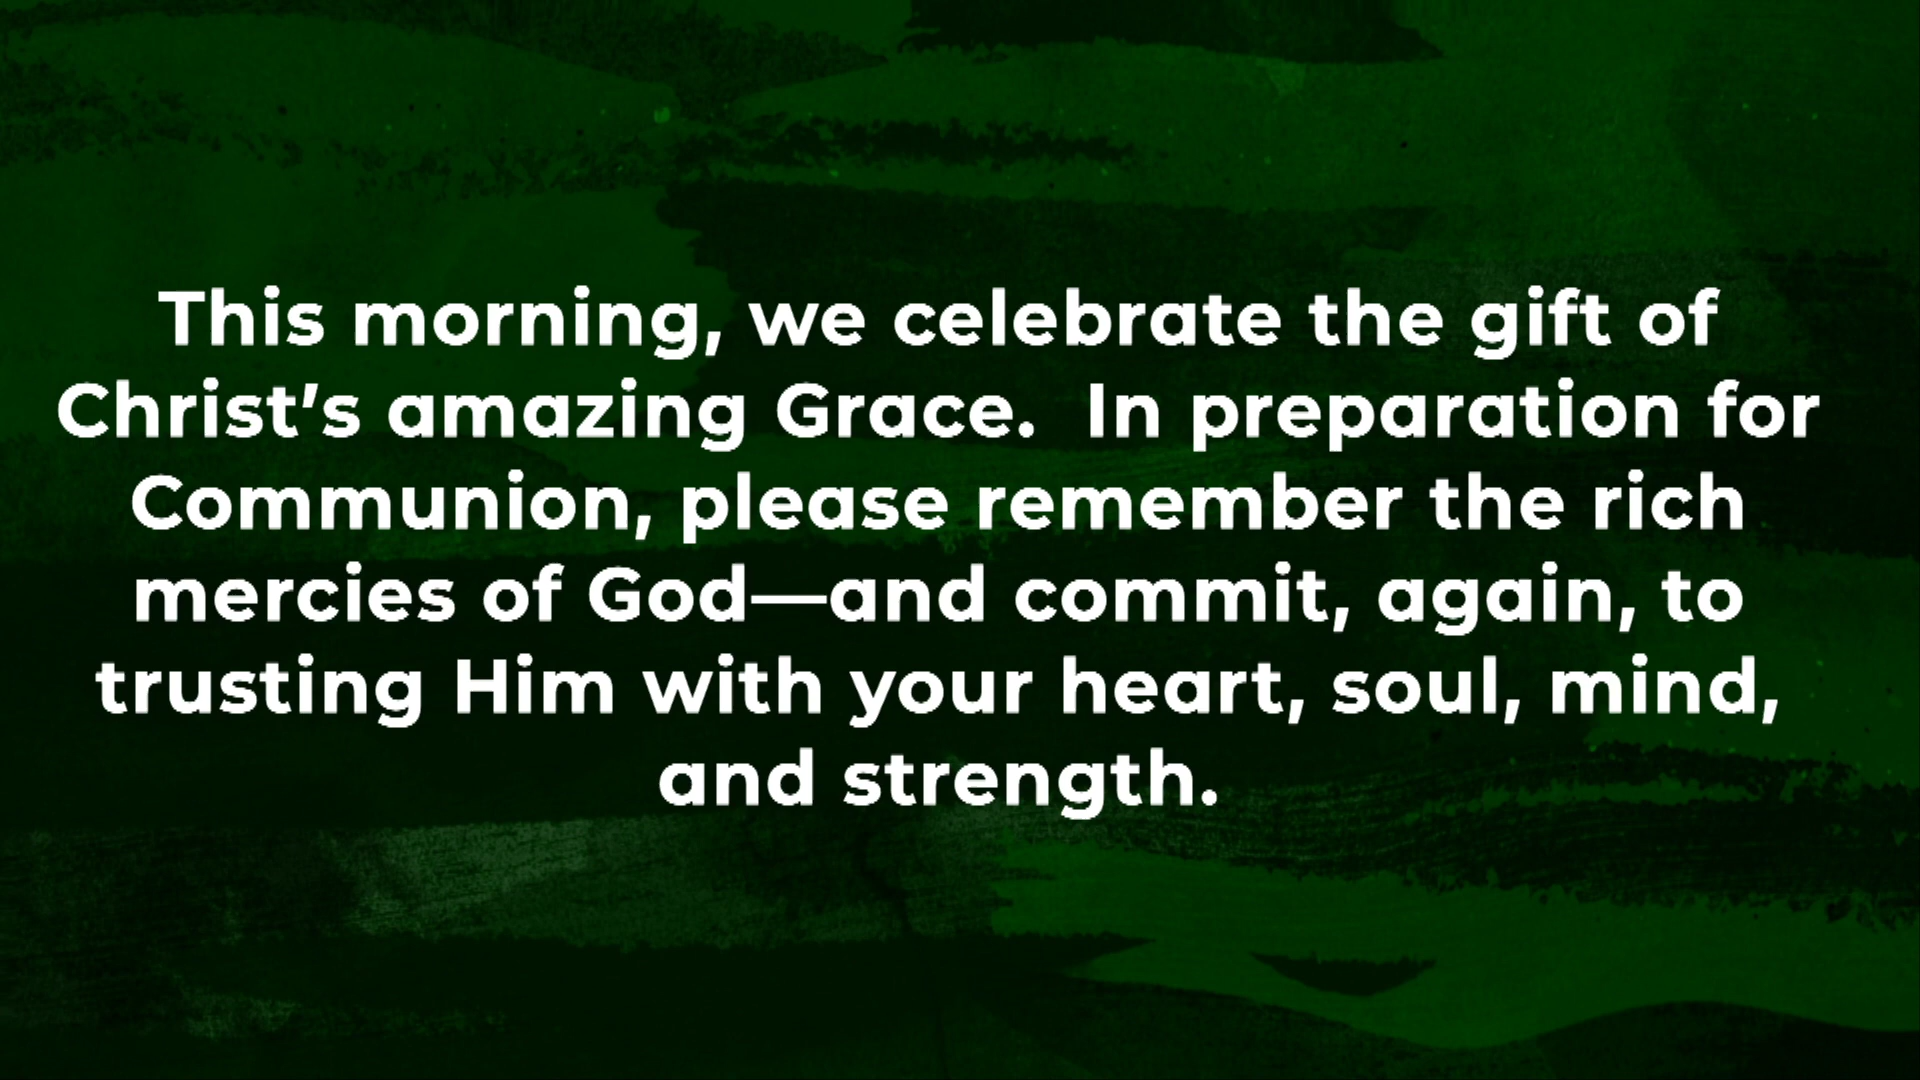 This morning, we celebrate the gift of
Christ’s amazing Grace.  In preparation for
Communion, please remember the rich
mercies of God—and commit, again, to
trusting Him with your heart, soul, mind,
and strength.